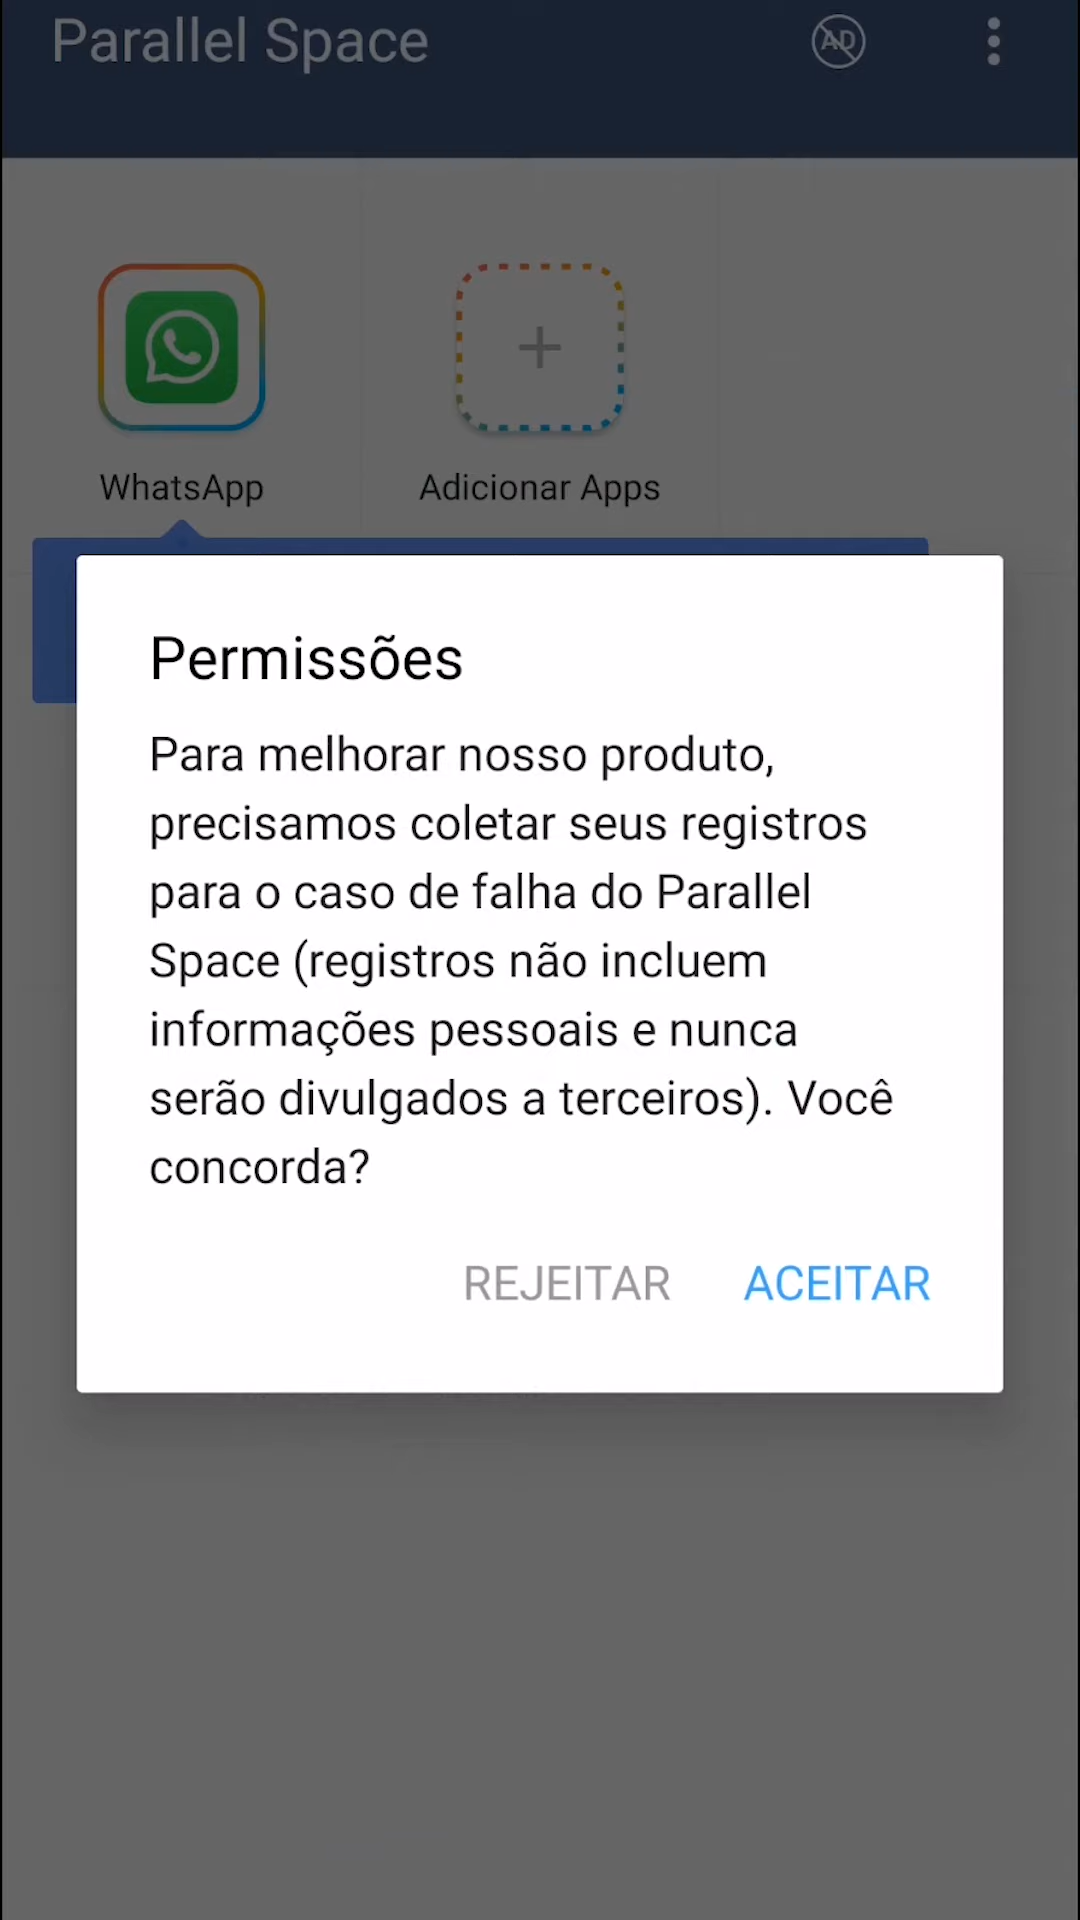 Parallel Space
AD
WhatsApp
Adicionar Apps
Permissões
Para melhorar nosso produto,
precisamos coletar seus registros
para o caso de falha do Parallel
Space (registros não incluem
informações pessoais e nunca
serão divulgados a terceiros). Você
concorda?
REJEITAR
ACEITAR